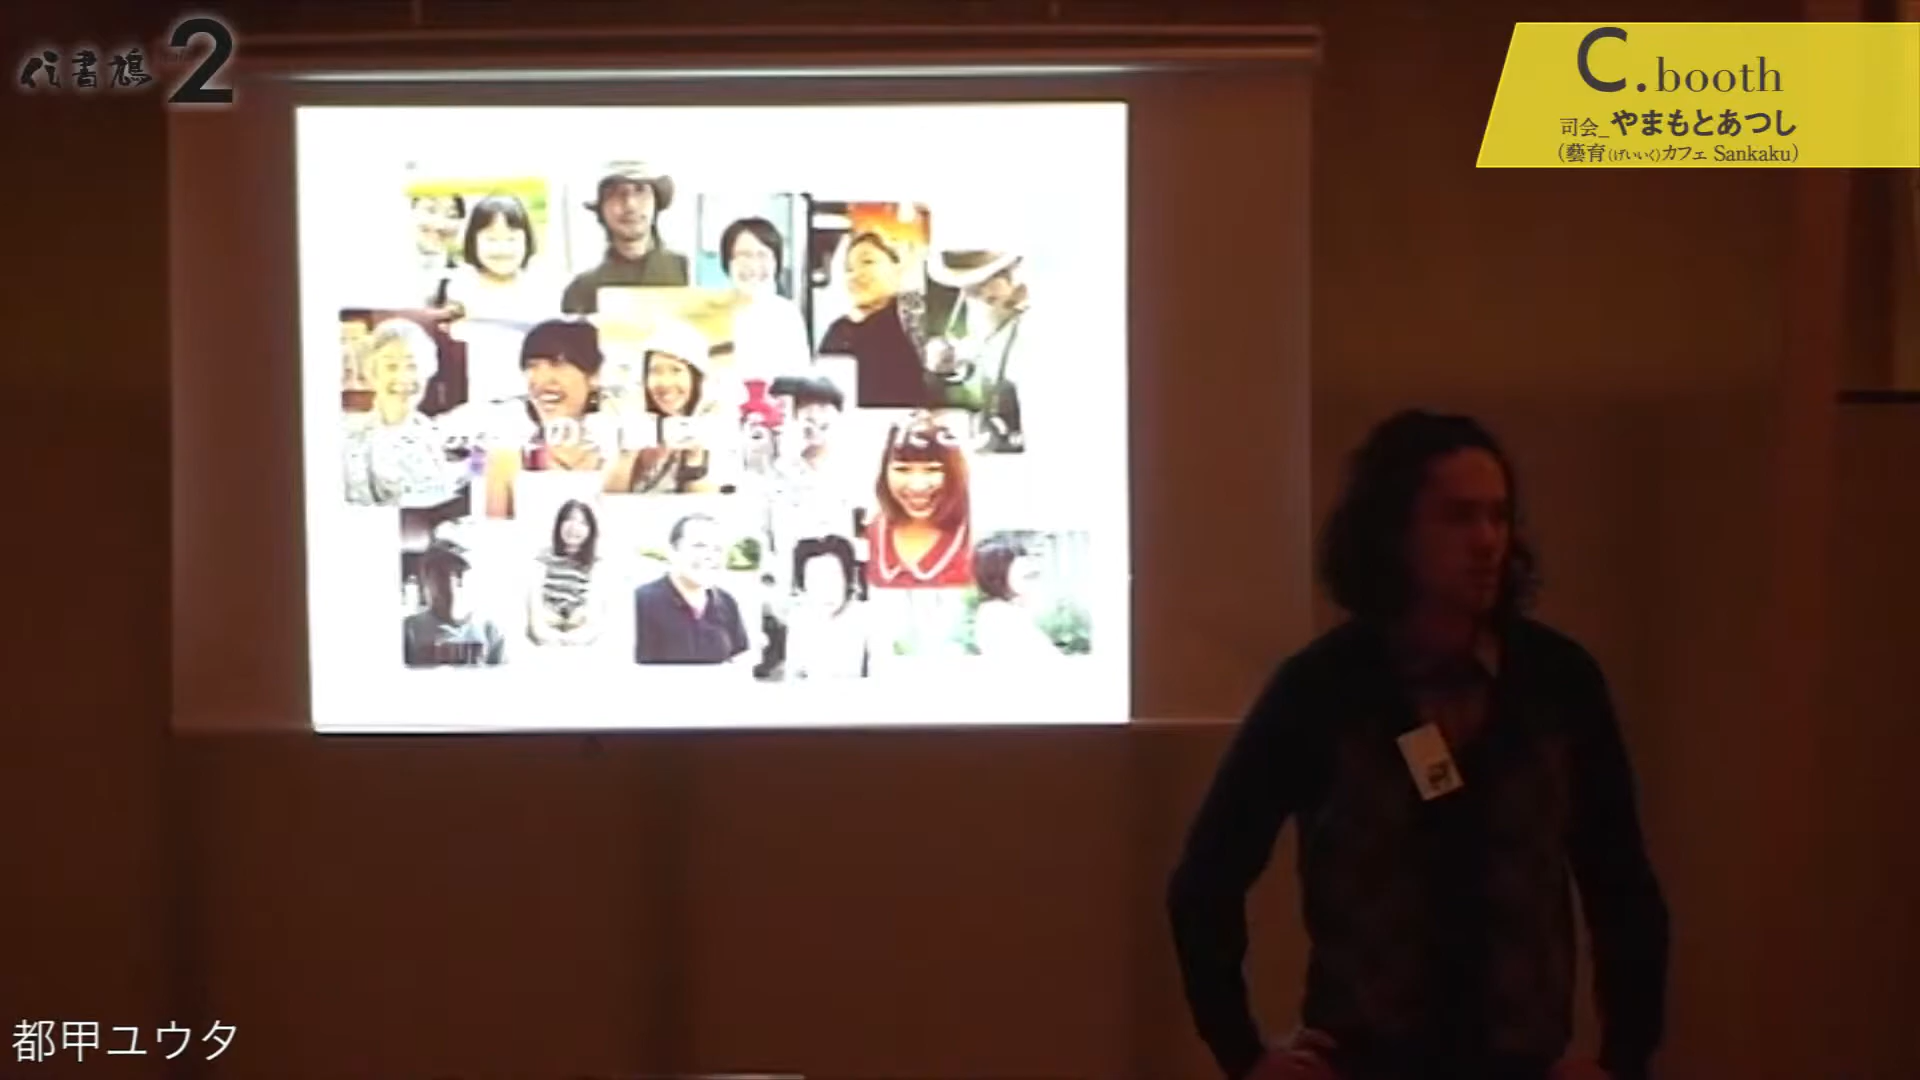 伝書鳩
2
C.booth
司会_やまもとあつし
(藝育(げいいく)カフェ Sankaku)
都甲ユウタ